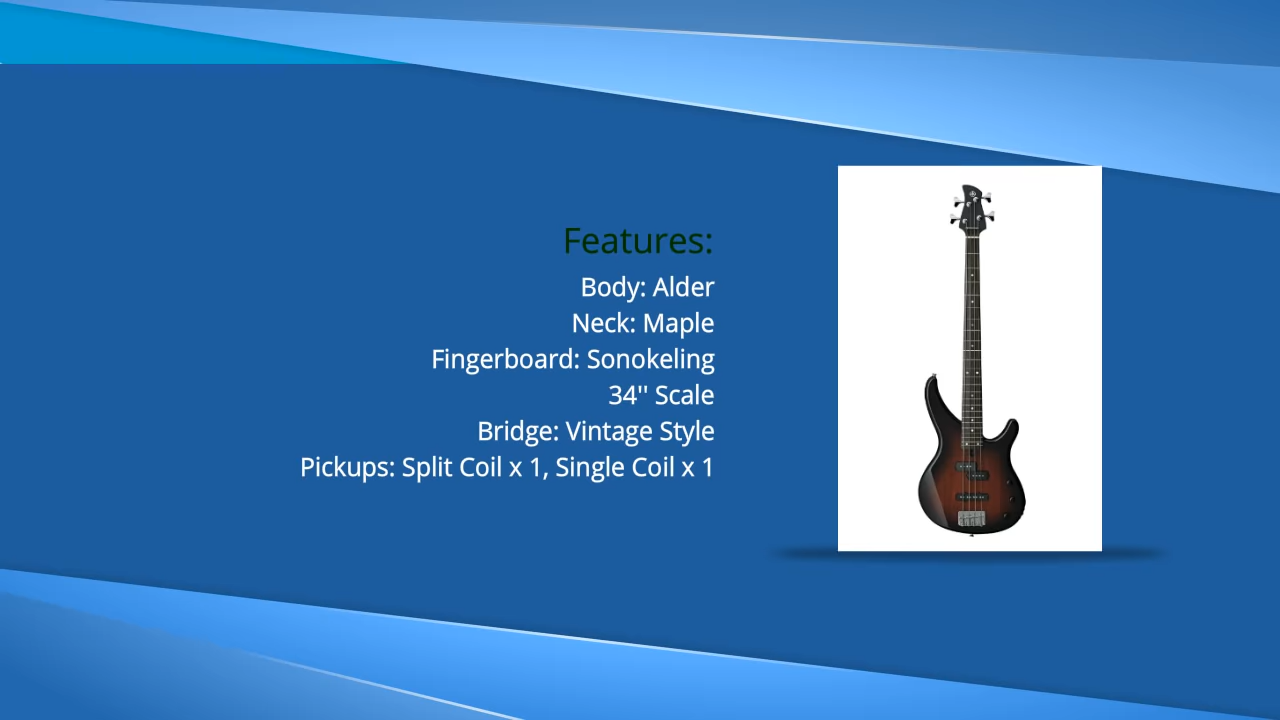 Features:
Body: Alder
Neck: Maple
Fingerboard: Sonokeling
34'' Scale
Bridge: Vintage Style
Pickups: Split Coil x 1, Single Coil x 1